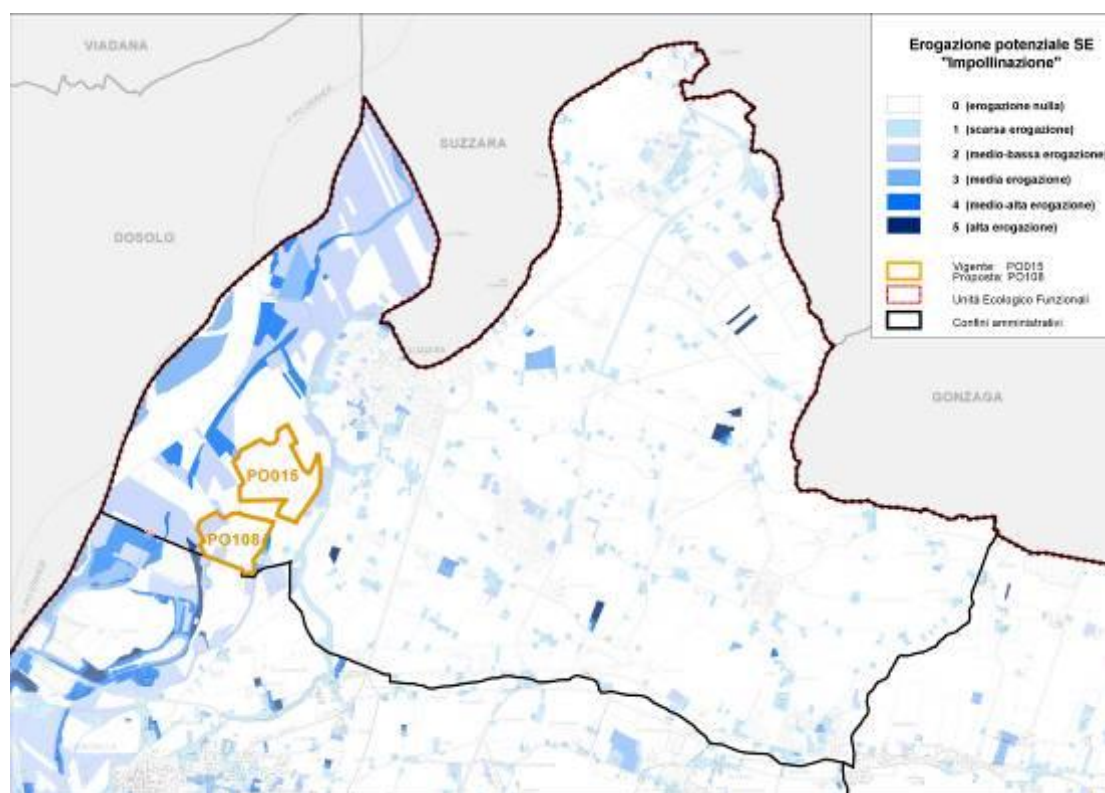 VIADANA
SUZZARA
DOSOLO
GONZAGA
PO015
PO108
Erogazione potenziale SE
"Impollinazione"
0 (erogazione nulla)
1 (scarsa erogazione)
2 (medio-bassa erogazione)
3 (media erogazione)
4 (medio-alta erogazione)
5 (alta erogazione)
Vigente: PO015
Proposta: PO108
Unità Ecologico Funzionali
Confini amministrativi